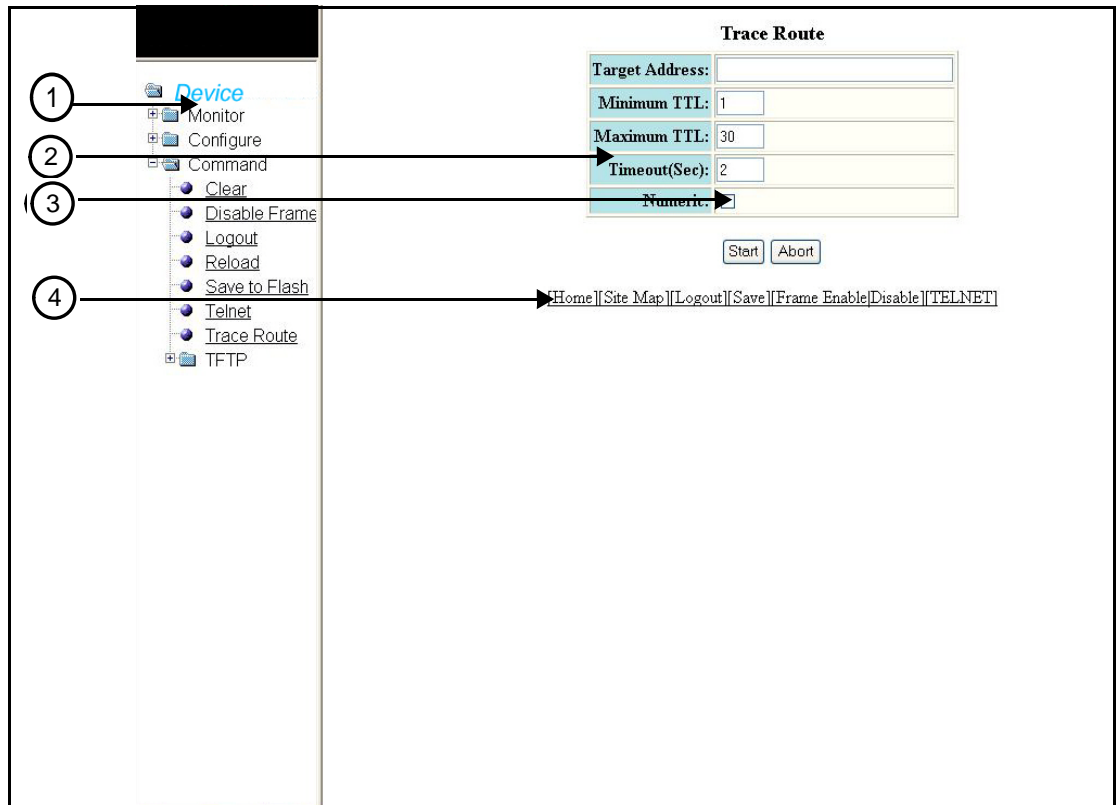 1
2
3
4
Device
Monitor
Configure
Command
Clear
Disable Frame
Logout
Reload
Save to Flash
Telnet
Trace Route
TFTP
Trace Route
Target Address:
Minimum TTL: 1
Maximum TTL: 30
Timeout(Sec): 2
Numeric:
Start Abort
[Home][Site Map][Logout][Save][Frame Enable|Disable][TELNET]